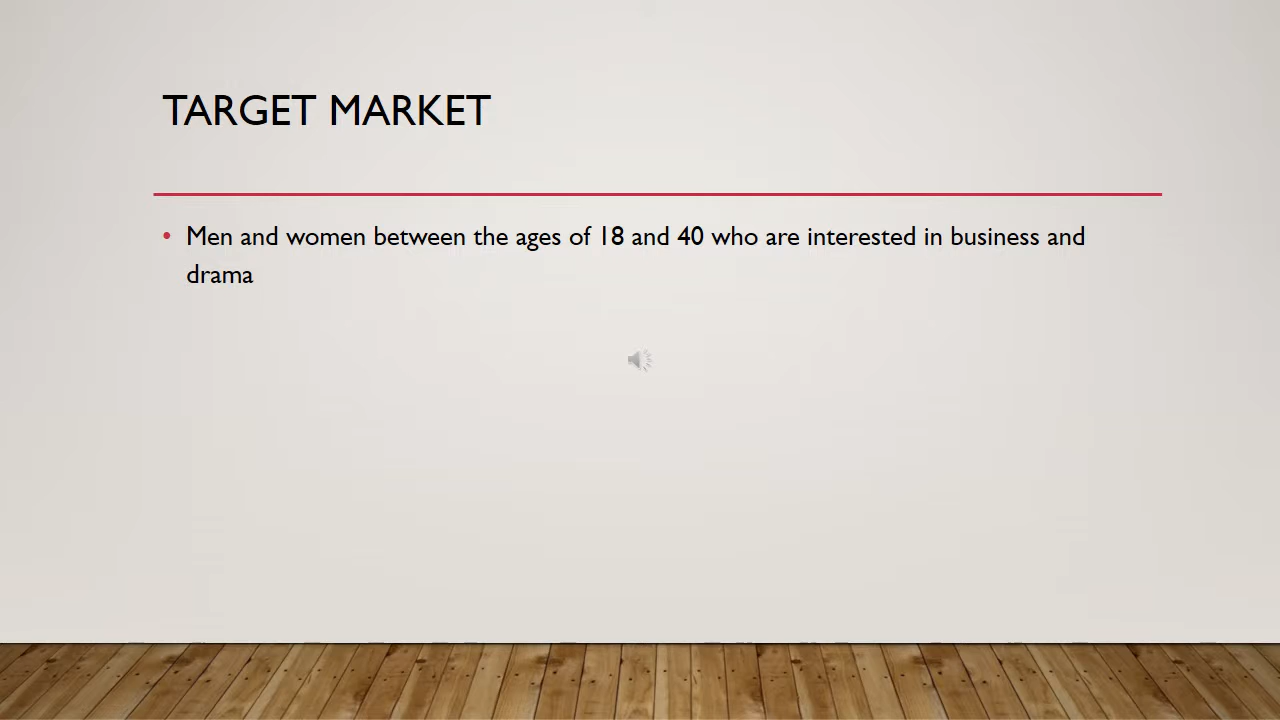 TARGET MARKET
• Men and women between the ages of 18 and 40 who are interested in business and
drama